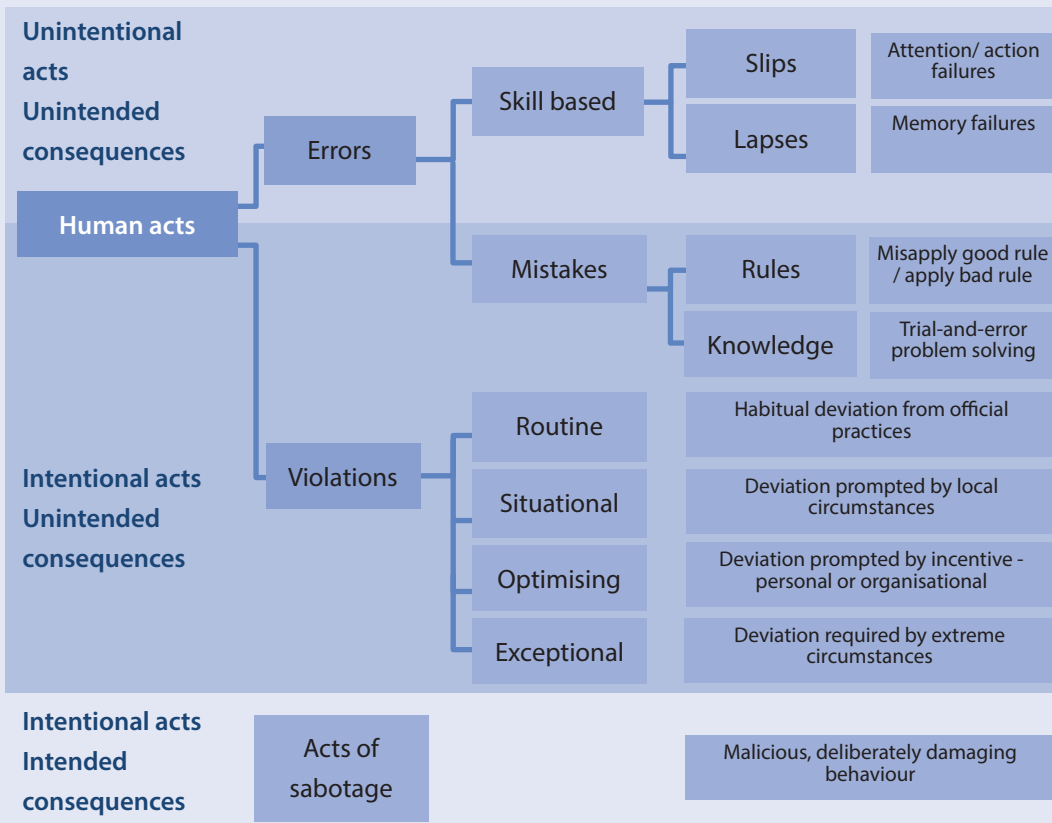 Unintentional
acts
Unintended
consequences
Human acts
Errors
Skill based
Slips
Attention/ action
failures
Lapses
Memory failures
Mistakes
Rules
Misapply good rule
/ apply bad rule
Knowledge
Trial-and-error
problem solving
Intentional acts
Unintended
consequences
Violations
Routine
Habitual deviation from official
practices
Situational
Deviation prompted by local
circumstances
Optimising
Deviation prompted by incentive -
personal or organisational
Exceptional
Deviation required by extreme
circumstances
Intentional acts
Intended
consequences
Acts of
sabotage
Malicious, deliberately damaging
behaviour